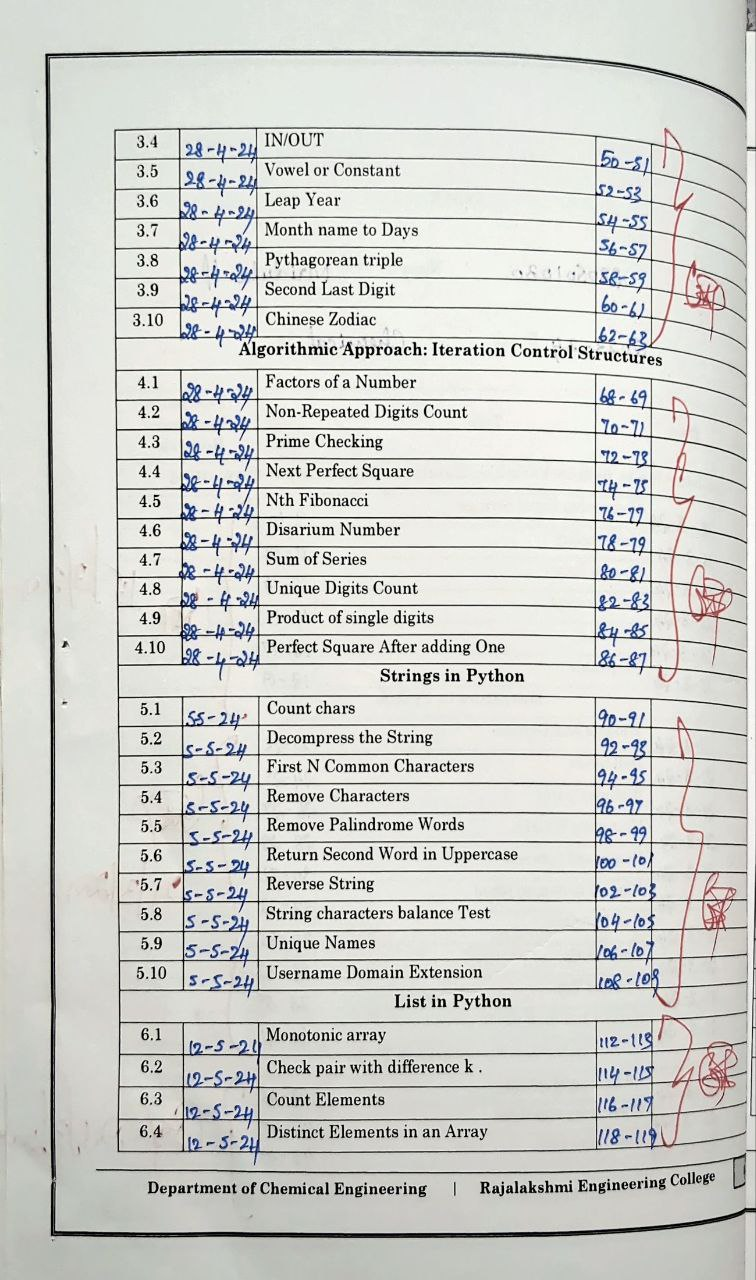 3.4 28-4-24 IN/OUT 50-51
3.5 28-4-24 Vowel or Constant 52-53
3.6 28-4-24 Leap Year 54-55
3.7 28-4-24 Month name to Days 56-57
3.8 28-4-24 Pythagorean triple 58-59
3.9 28-4-24 Second Last Digit 60-61
3.10 28-4-24 Chinese Zodiac 62-63
Algorithmic Approach: Iteration Control Structures
4.1 28-4-24 Factors of a Number 68-69
4.2 28-4-24 Non-Repeated Digits Count 70-71
4.3 28-4-24 Prime Checking 72-73
4.4 28-4-24 Next Perfect Square 74-75
4.5 28-4-24 Nth Fibonacci 76-77
4.6 28-4-24 Disarium Number 78-79
4.7 28-4-24 Sum of Series 80-81
4.8 28-4-24 Unique Digits Count 82-83
4.9 28-4-24 Product of single digits 84-85
4.10 28-4-24 Perfect Square After adding One 86-87
Strings in Python
5.1 55-24 Count chars 90-91
5.2 5-5-24 Decompress the String 92-93
5.3 5-5-24 First N Common Characters 94-95
5.4 5-5-24 Remove Characters 96-97
5.5 5-5-24 Remove Palindrome Words 98-99
5.6 5-5-24 Return Second Word in Uppercase 100-101
5.7 5-5-24 Reverse String 102-103
5.8 5-5-24 String characters balance Test 104-105
5.9 5-5-24 Unique Names 106-107
5.10 5-5-24 Username Domain Extension 108-109
List in Python
6.1 12-5-24 Monotonic array 112-113
6.2 12-5-24 Check pair with difference k . 114-115
6.3 12-5-24 Count Elements 116-117
6.4 12-5-24 Distinct Elements in an Array 118-119
Department of Chemical Engineering | Rajalakshmi Engineering College